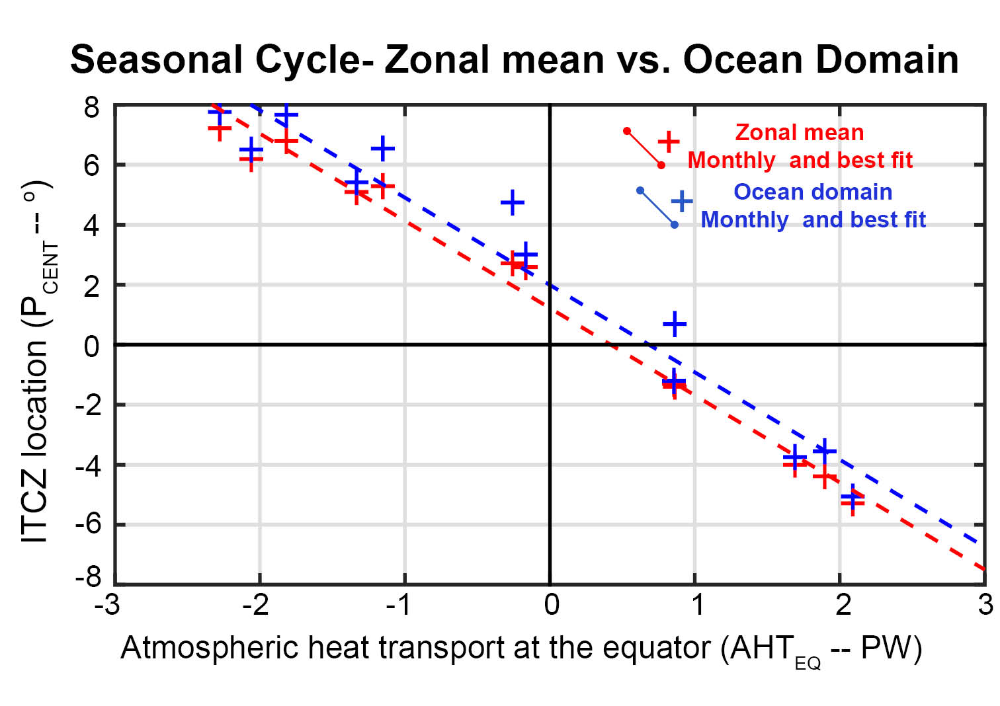 Seasonal Cycle- Zonal mean vs. Ocean Domain
8
6
4
2
0
-2
-4
-6
-8
ITCZ location (PCENT-- º)
Zonal mean
Monthly and best fit
Ocean domain
Monthly and best fit
-3 -2 -1 0 1 2 3
Atmospheric heat transport at the equator (AHTEQ -- PW)